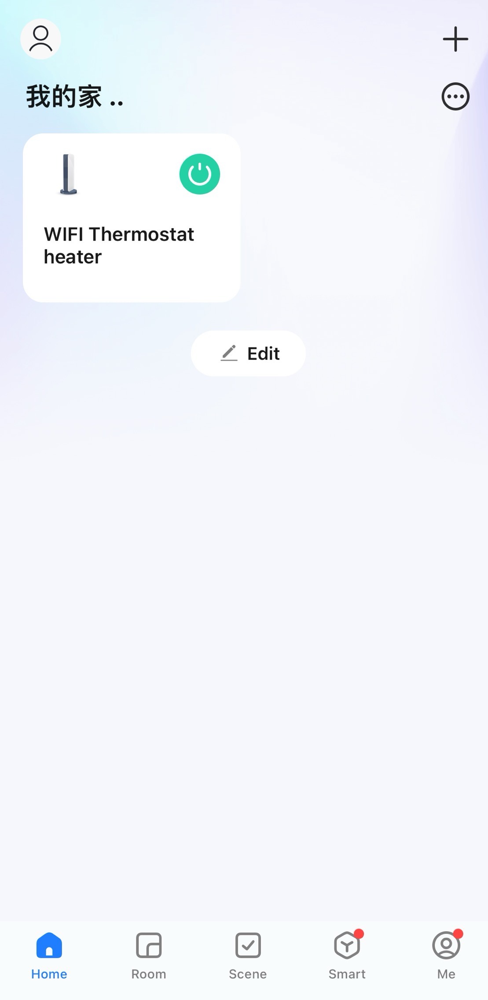 我的家 ..
WIFI Thermostat
heater
Edit
Home
Room
Scene
Smart
Me